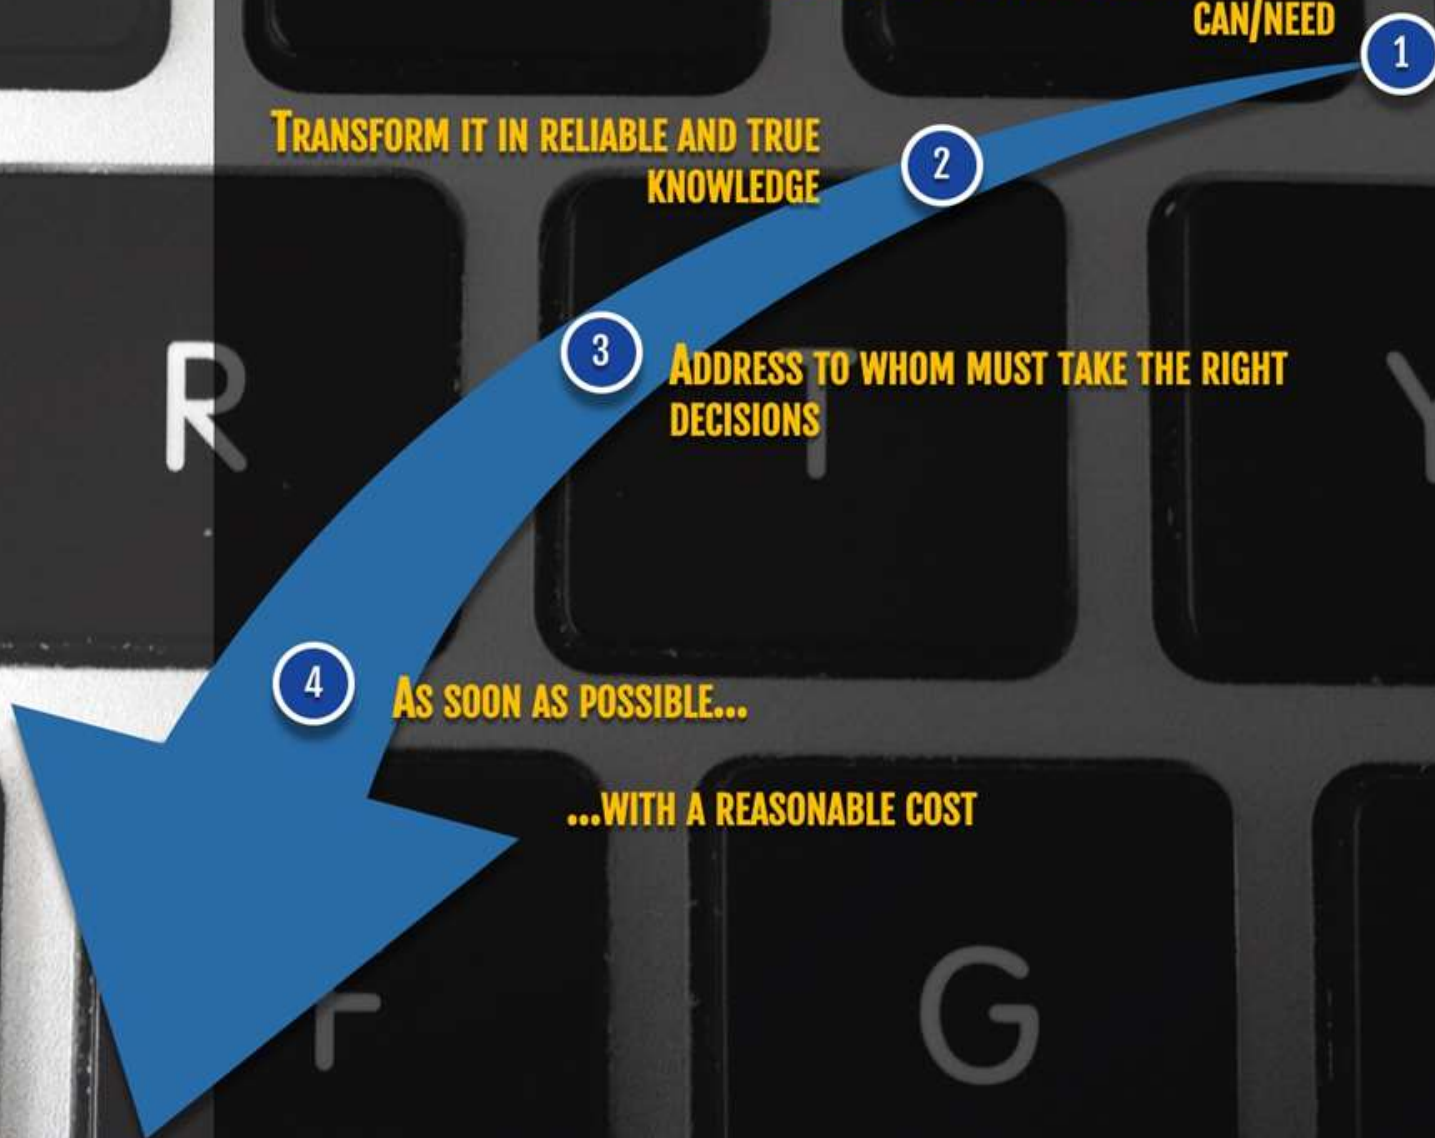 CAN/NEED
1
TRANSFORM IT IN RELIABLE AND TRUE
KNOWLEDGE
2
3
ADDRESS TO WHOM MUST TAKE THE RIGHT
DECISIONS
R
T
Y
4
AS SOON AS POSSIBLE...
...WITH A REASONABLE COST
F
G